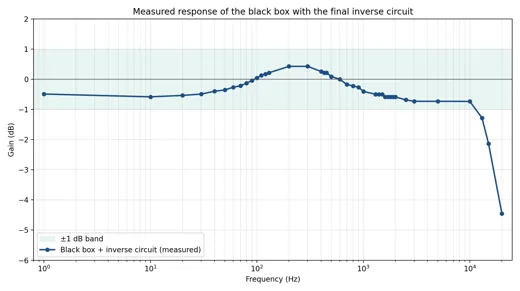 Measured response of the black box with the final inverse circuit
2
1
0
−1
−2
−3
−4
−5
−6
Gain (dB)
±1 dB band
Black box + inverse circuit (measured)
10⁰
10¹
10²
10³
10⁴
Frequency (Hz)